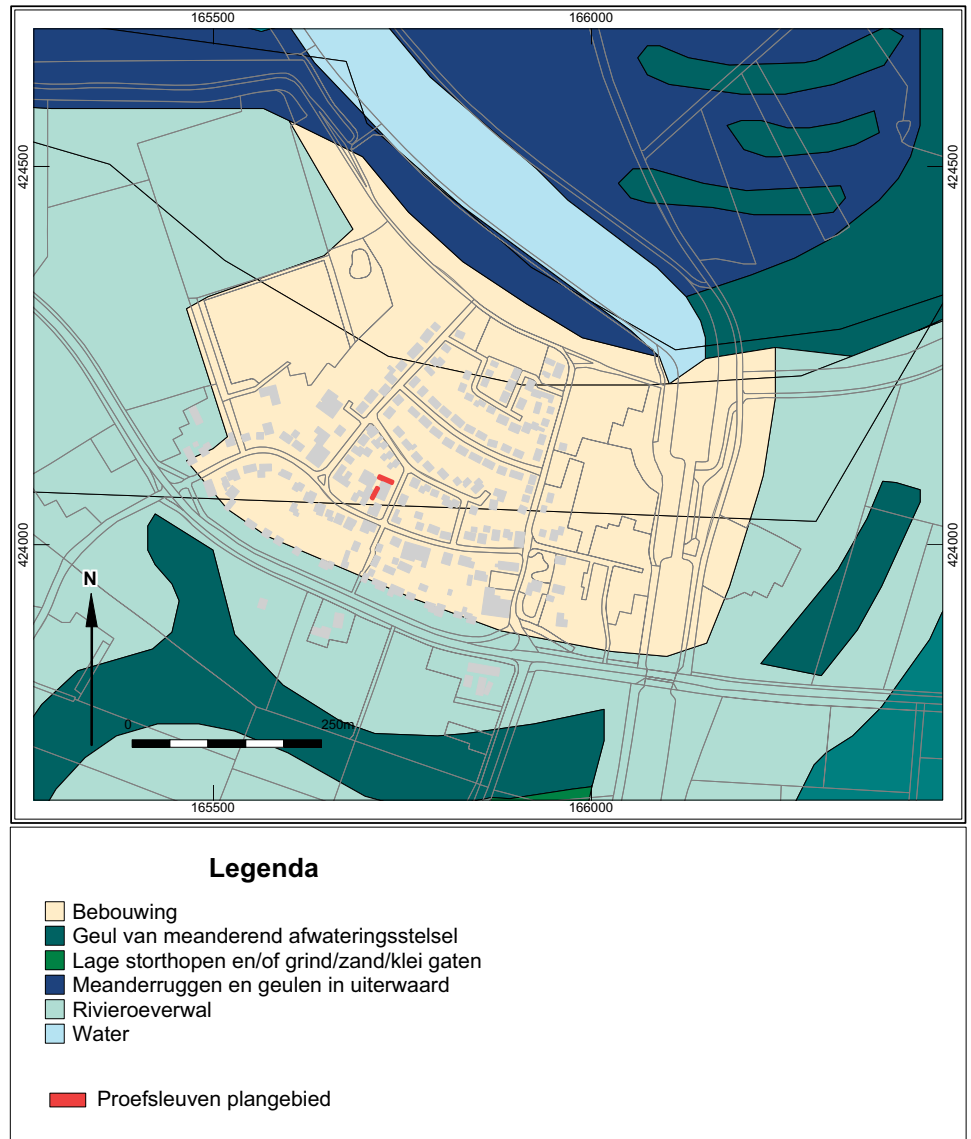 165500 166000
424500 424500
424000 424000
N
0 250m
165500 166000
Legenda
Bebouwing
Geul van meanderend afwateringsstelsel
Lage storthopen en/of grind/zand/klei gaten
Meanderruggen en geulen in uiterwaard
Rivieroeverwal
Water
Proefsleuven plangebied